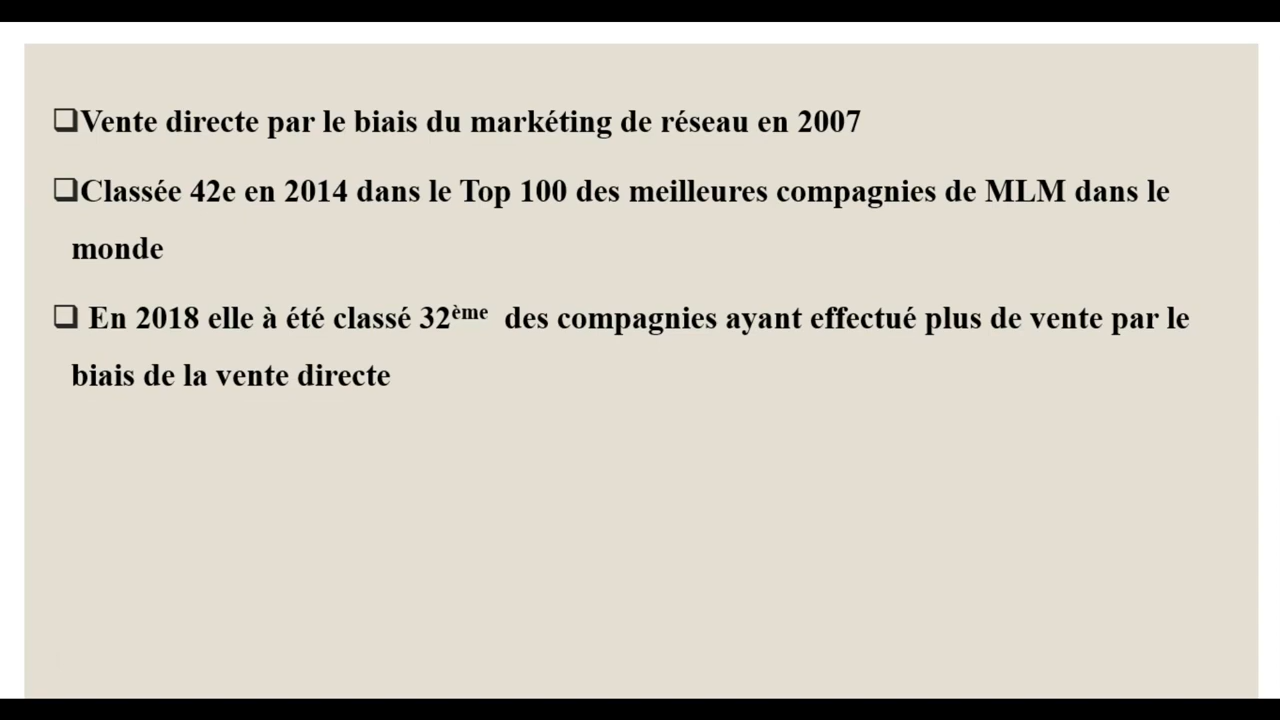 ❑Vente directe par le biais du markéting de réseau en 2007
❑Classée 42e en 2014 dans le Top 100 des meilleures compagnies de MLM dans le
monde
❑ En 2018 elle à été classé 32ème des compagnies ayant effectué plus de vente par le
biais de la vente directe